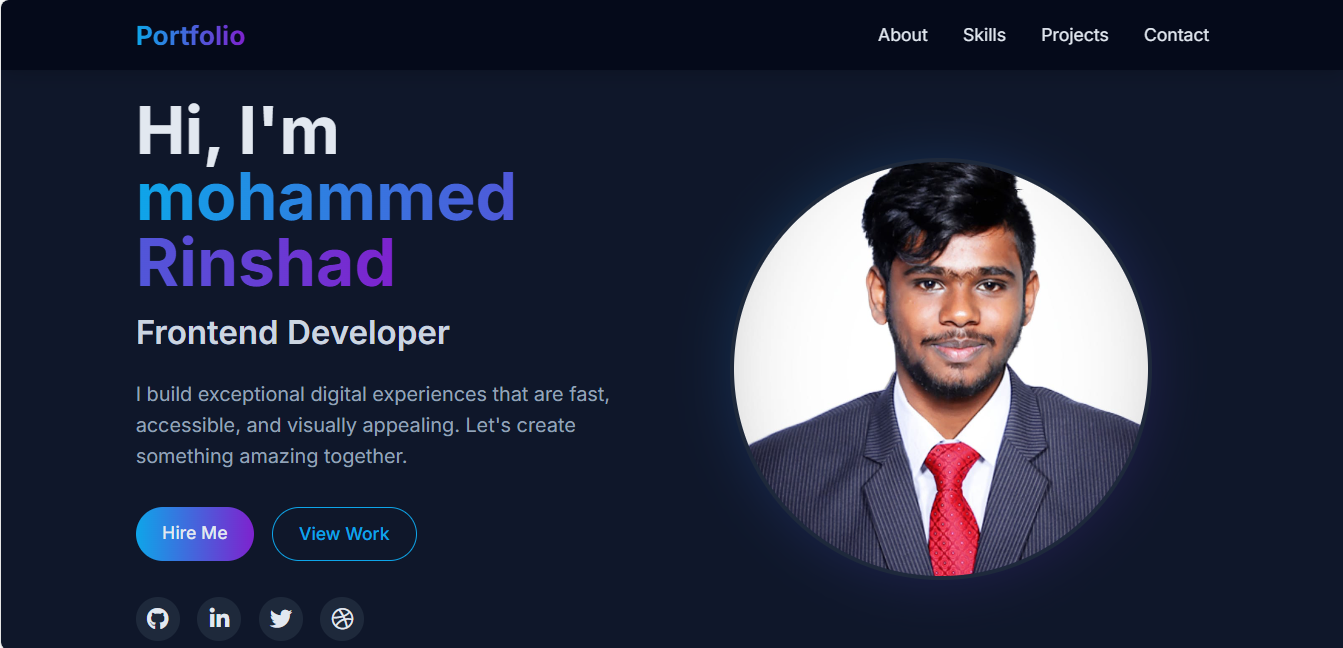 Portfolio
About Skills Projects Contact
Hi, I'm
mohammed
Rinshad
Frontend Developer
I build exceptional digital experiences that are fast,
accessible, and visually appealing. Let's create
something amazing together.
Hire Me
View Work
in